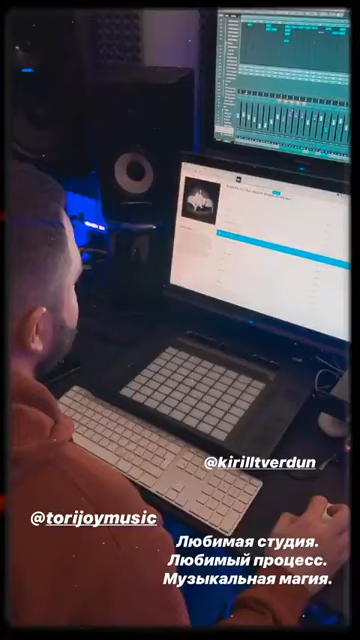 @kirilltverdun
@torijoymusic
Любимая студия.
Любимый процесс.
Музыкальная магия.